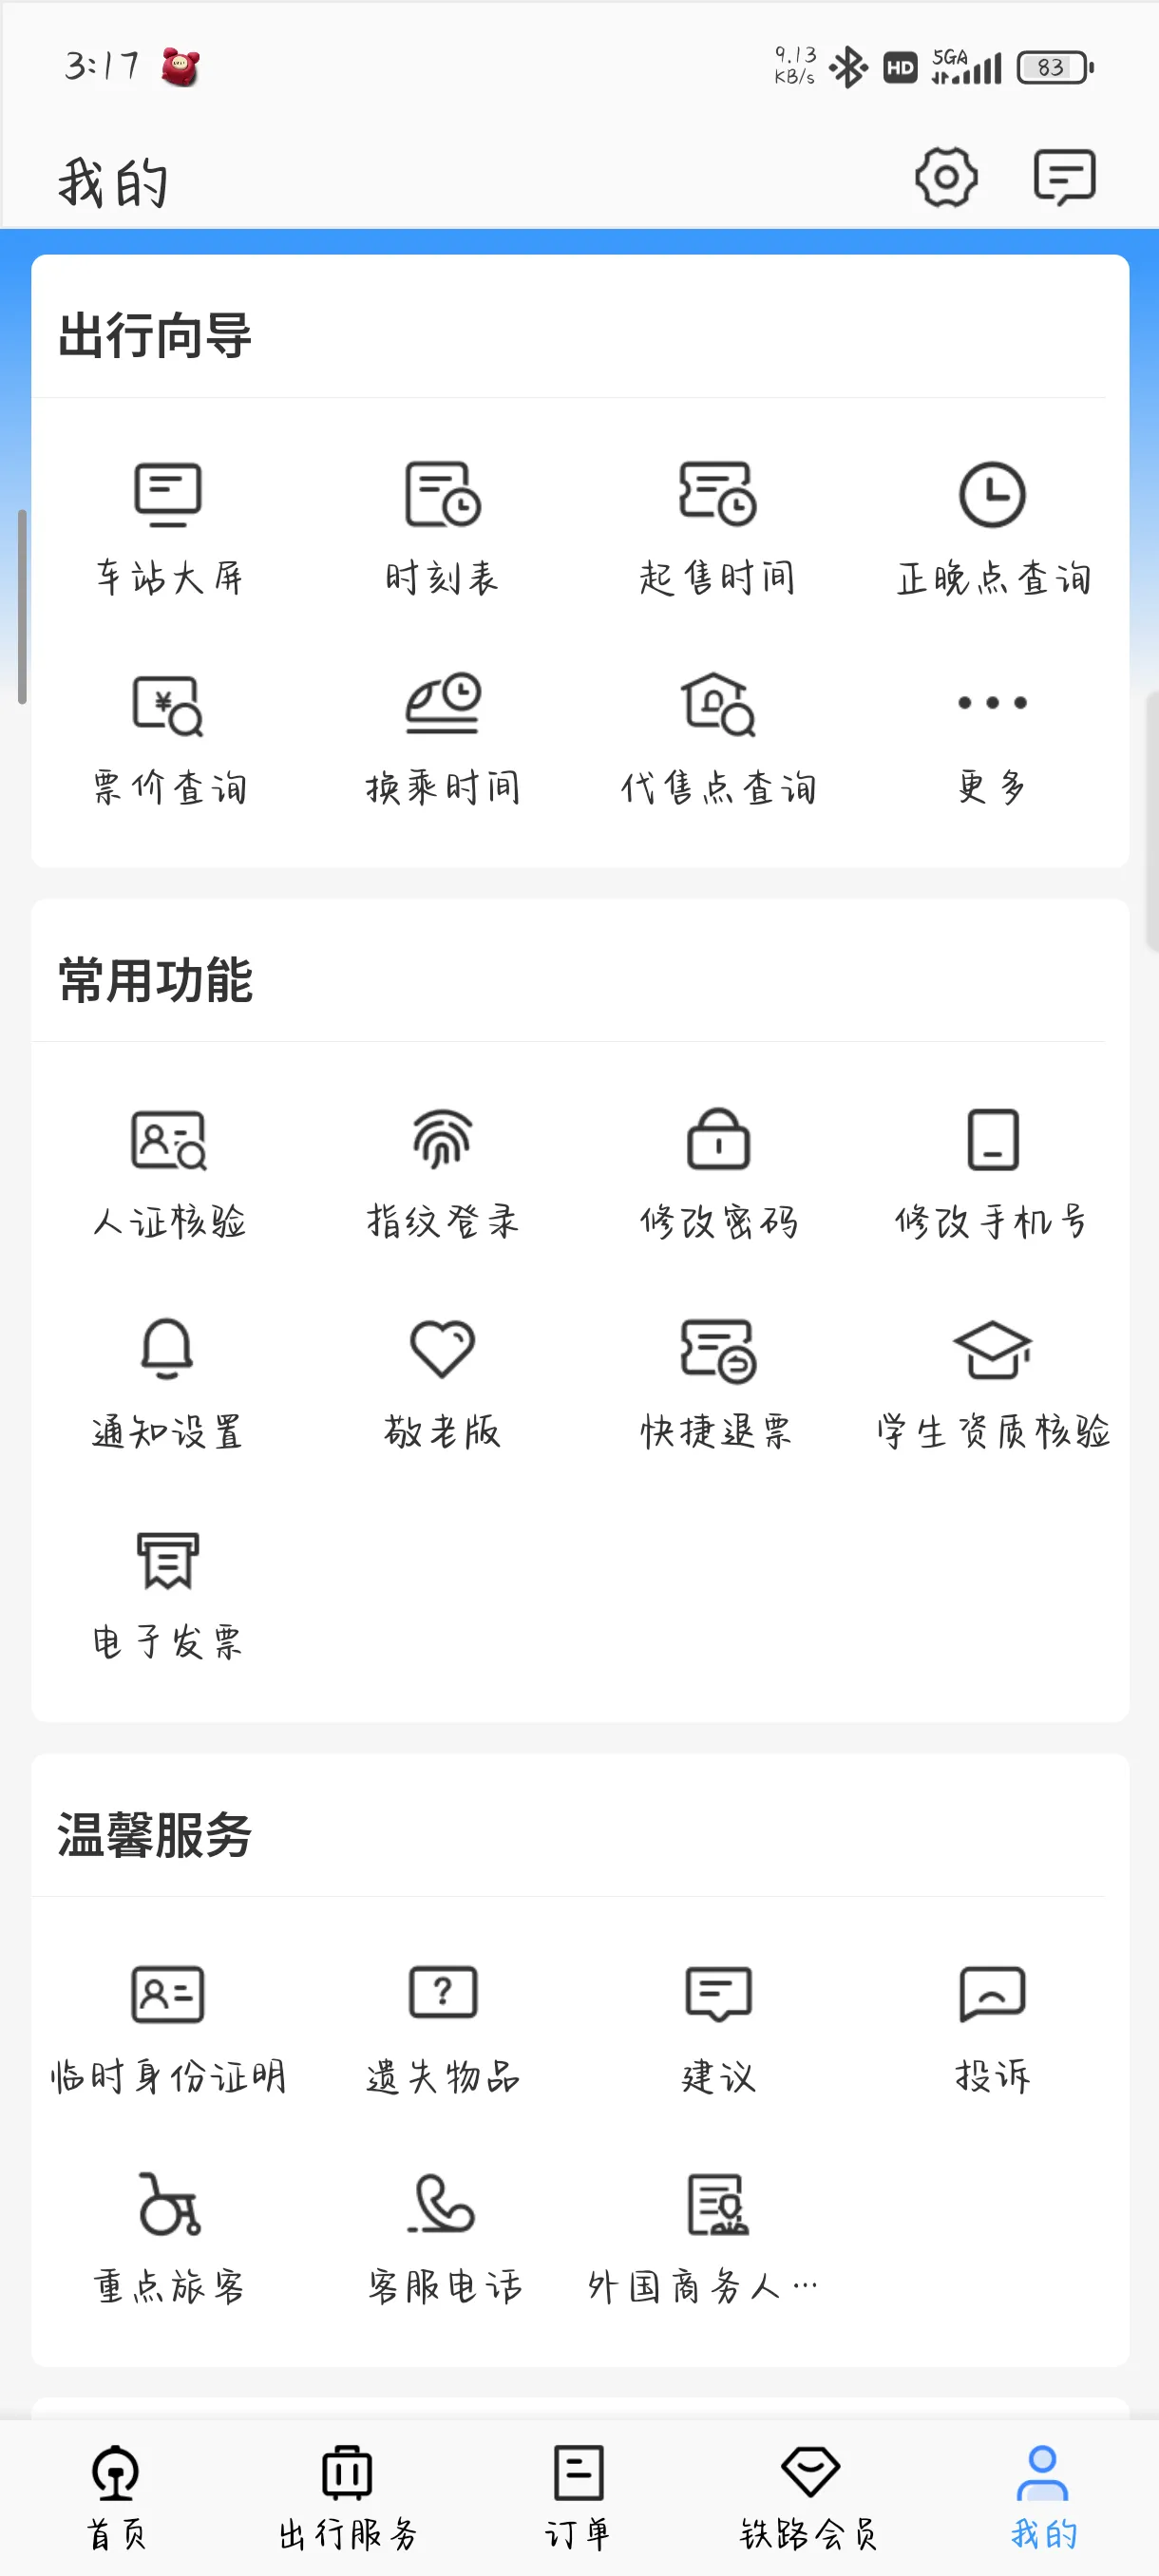 3:17
9.13 KB/s HD 5GA 83
我的
出行向导
车站大屏 时刻表 起售时间 正晚点查询
票价查询 换乘时间 代售点查询 更多
常用功能
人证核验 指纹登录 修改密码 修改手机号
通知设置 敬老版 快捷退票 学生资质核验
电子发票
温馨服务
临时身份证明 遗失物品 建议 投诉
重点旅客 客服电话 外国商务人…
首页 出行服务 订单 铁路会员 我的